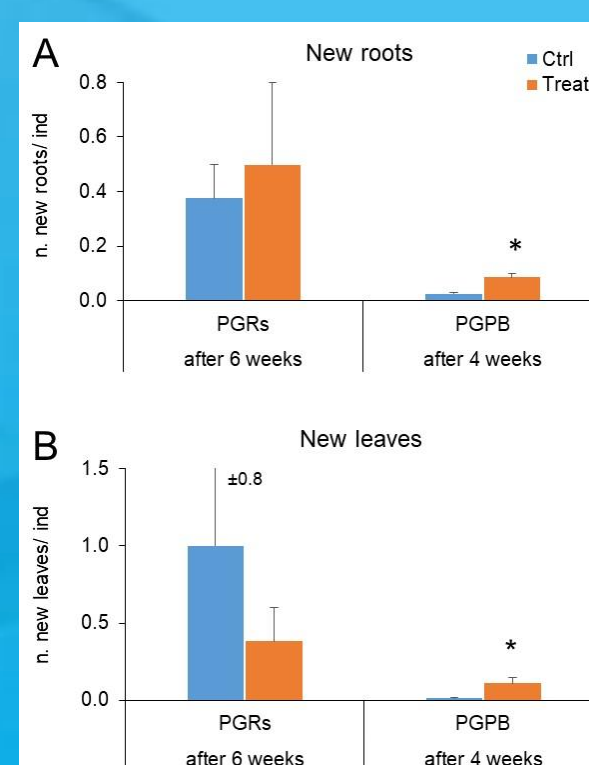 A
New roots
Ctrl
Treat
n. new roots/ ind
0.8
0.6
0.4
0.2
0.0
*
PGRs
PGPB
after 6 weeks
after 4 weeks
B
New leaves
n. new leaves/ ind
1.5
1.0
0.5
0.0
±0.8
*
PGRs
PGPB
after 6 weeks
after 4 weeks